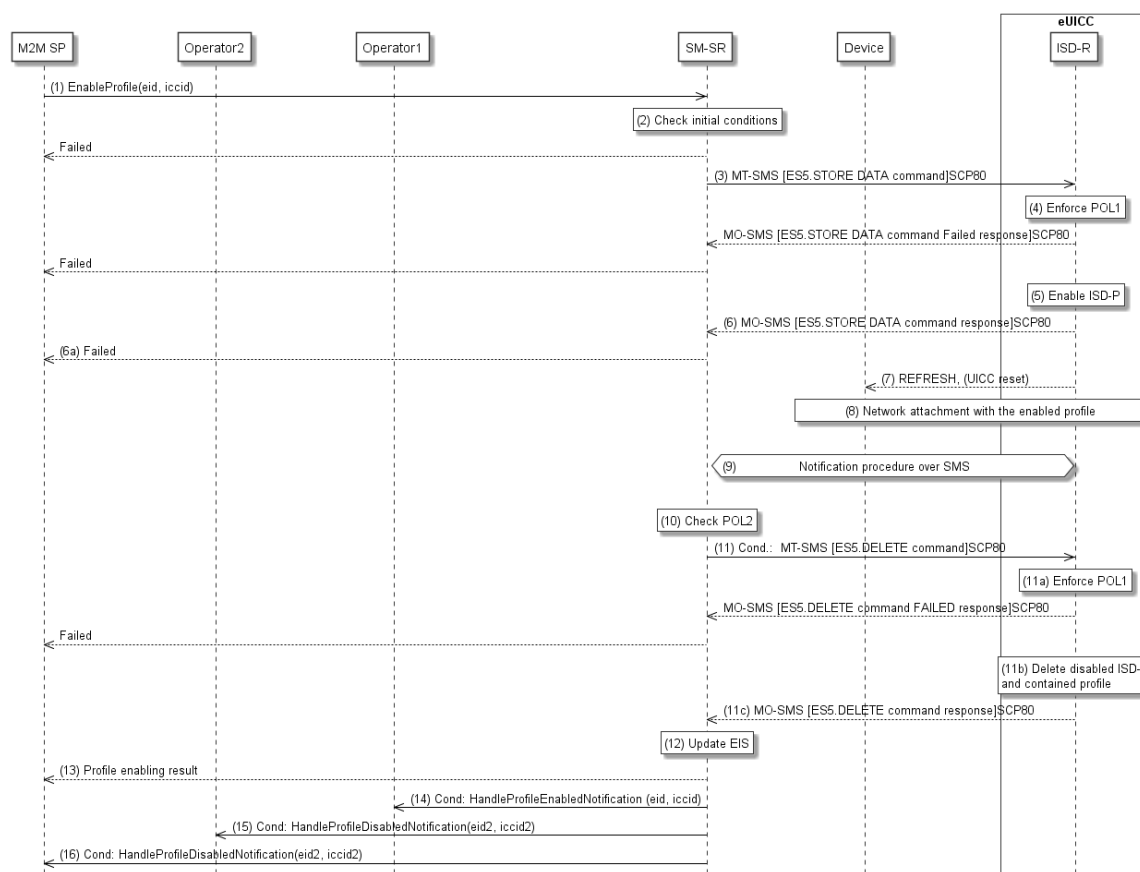 eUICC
M2M SP
Operator2
Operator1
SM-SR
Device
ISD-R
(1) EnableProfile(eid, iccid)
(2) Check initial conditions
Failed
(3) MT-SMS [ES5.STORE DATA command]SCP80
(4) Enforce POL1
MO-SMS [ES5.STORE DATA command Failed response]SCP80
Failed
(5) Enable ISD-P
(6) MO-SMS [ES5.STORE DATA command response]SCP80
(6a) Failed
(7) REFRESH, (UICC reset)
(8) Network attachment with the enabled profile
(9) Notification procedure over SMS
(10) Check POL2
(11) Cond.: MT-SMS [ES5.DELETE command]SCP80
(11a) Enforce POL1
MO-SMS [ES5.DELETE command FAILED response]SCP80
Failed
(11b) Delete disabled ISD-
and contained profile
(11c) MO-SMS [ES5.DELETE command response]SCP80
(12) Update EIS
(13) Profile enabling result
(14) Cond: HandleProfileEnabledNotification (eid, iccid)
(15) Cond: HandleProfileDisabledNotification(eid2, iccid2)
(16) Cond: HandleProfileDisabledNotification(eid2, iccid2)